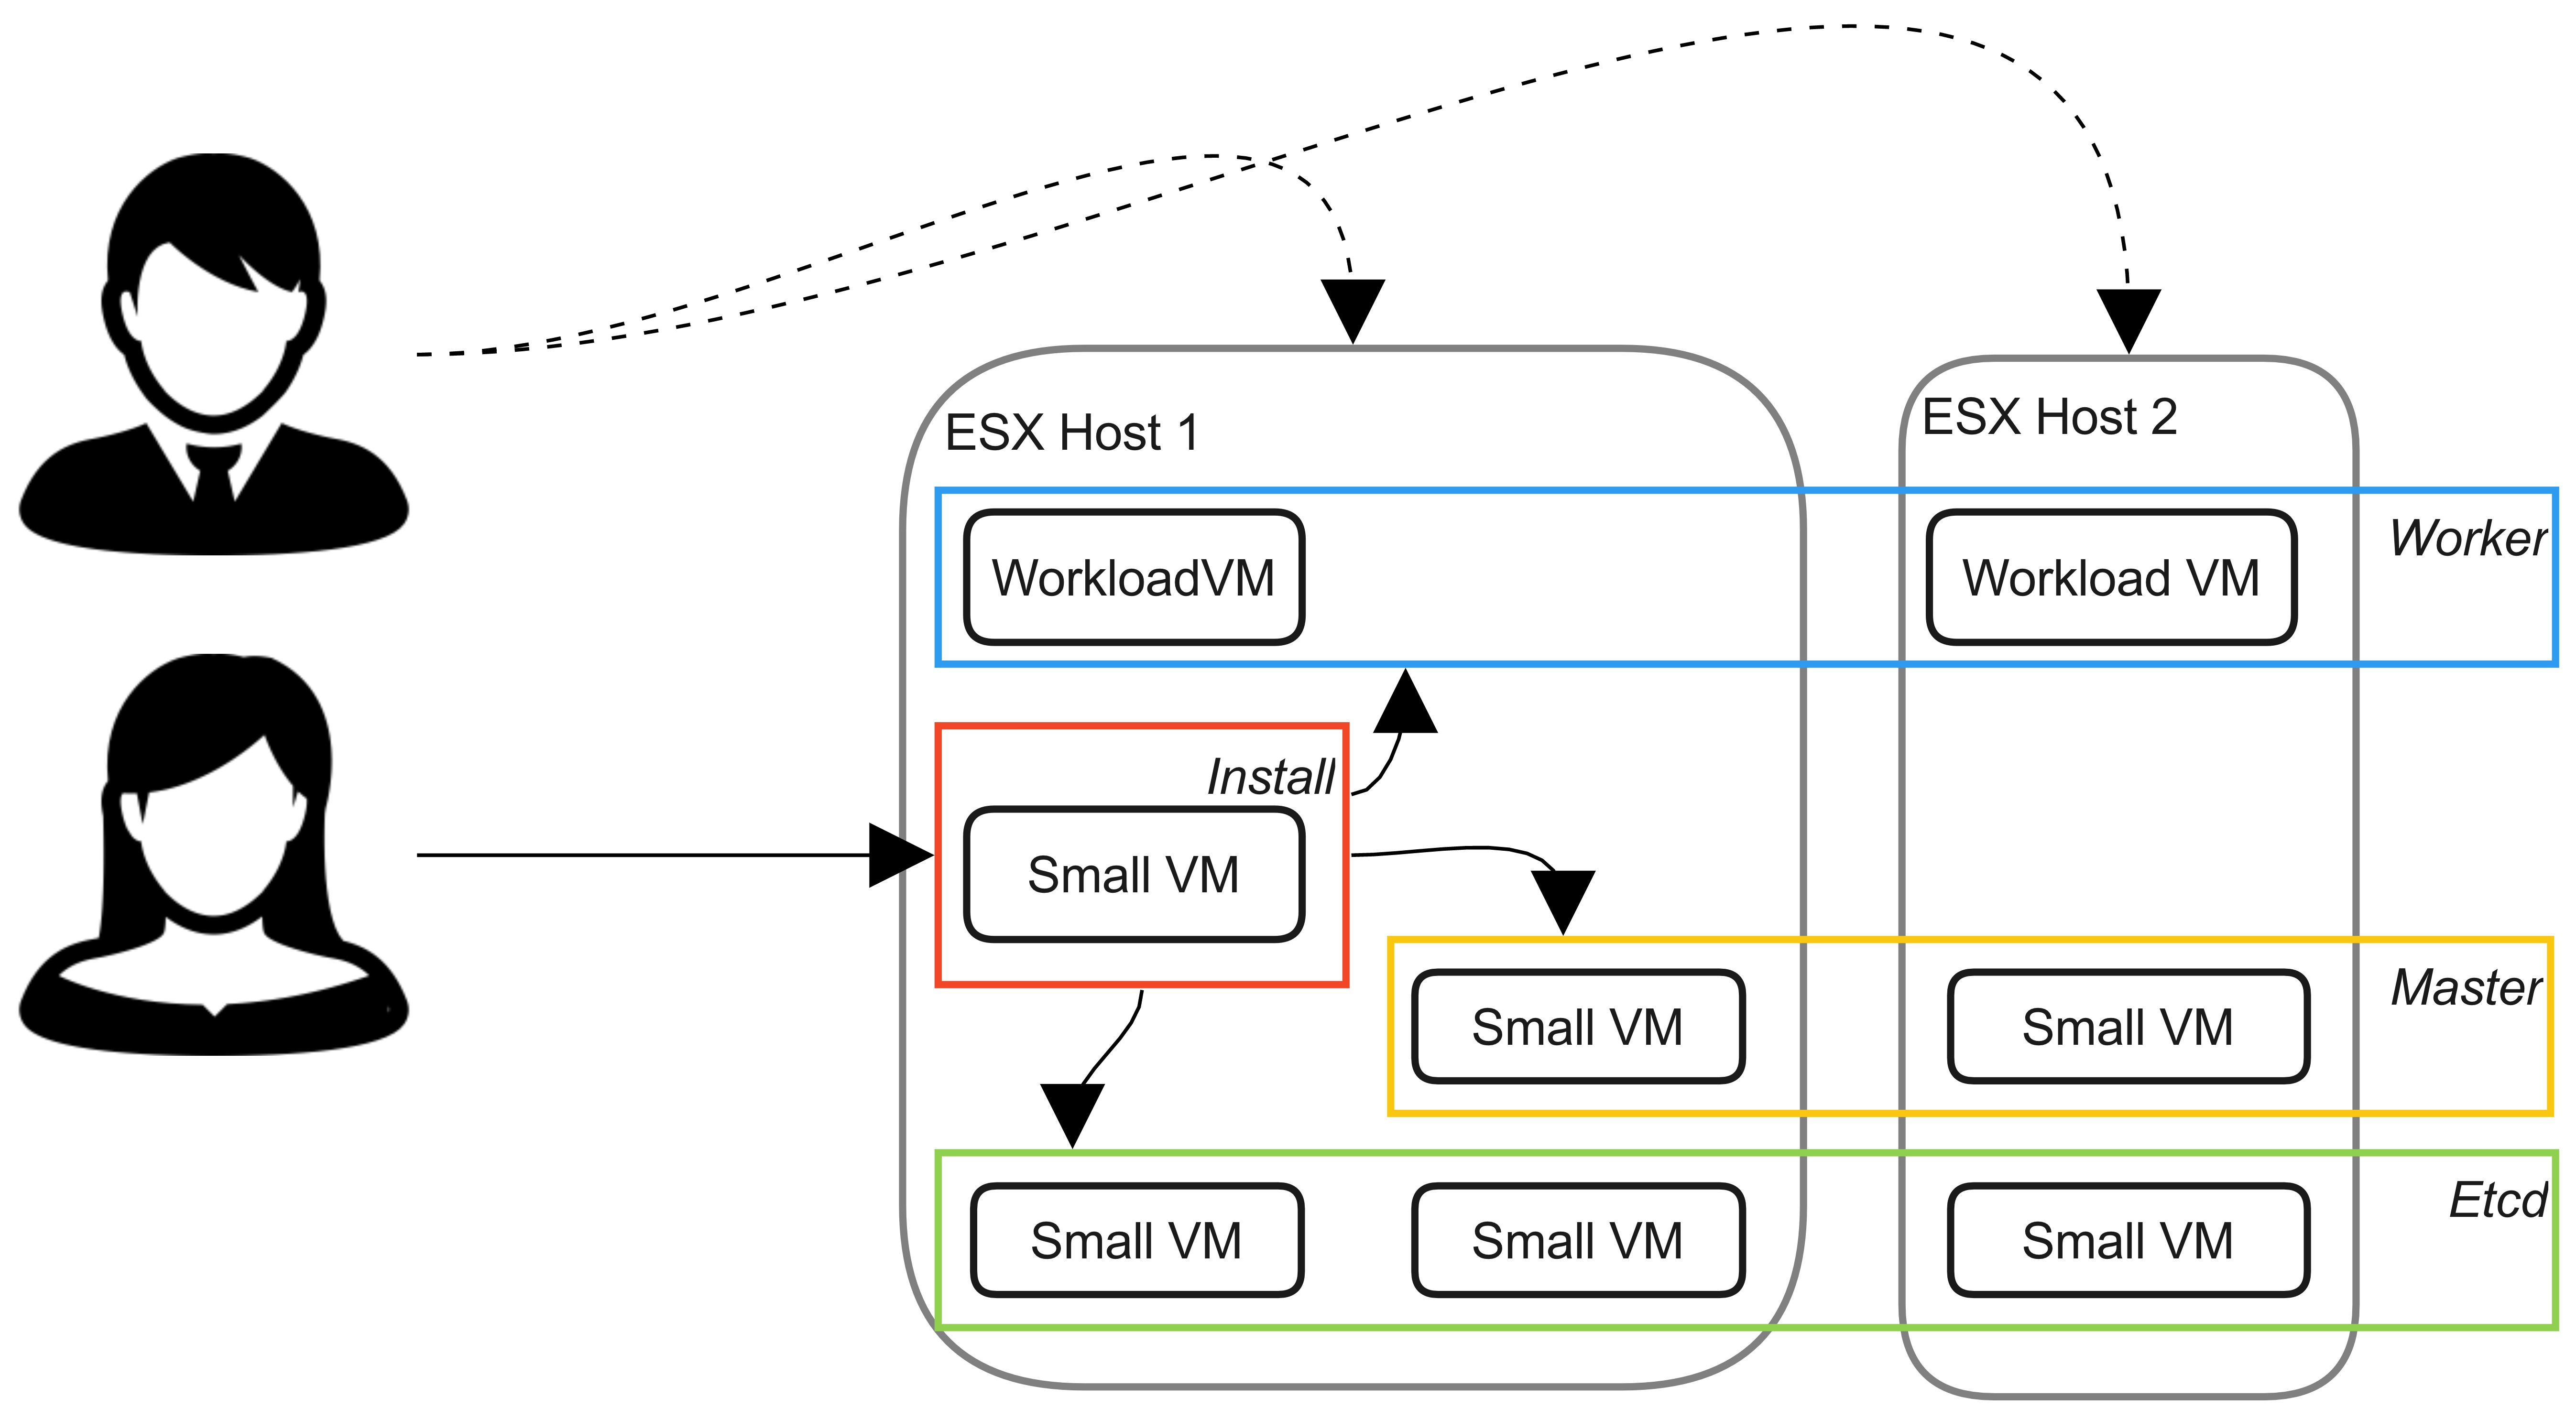 ESX Host 1
ESX Host 2
WorkloadVM
Workload VM
Worker
Install
Small VM
Small VM
Small VM
Master
Small VM
Small VM
Small VM
Etcd